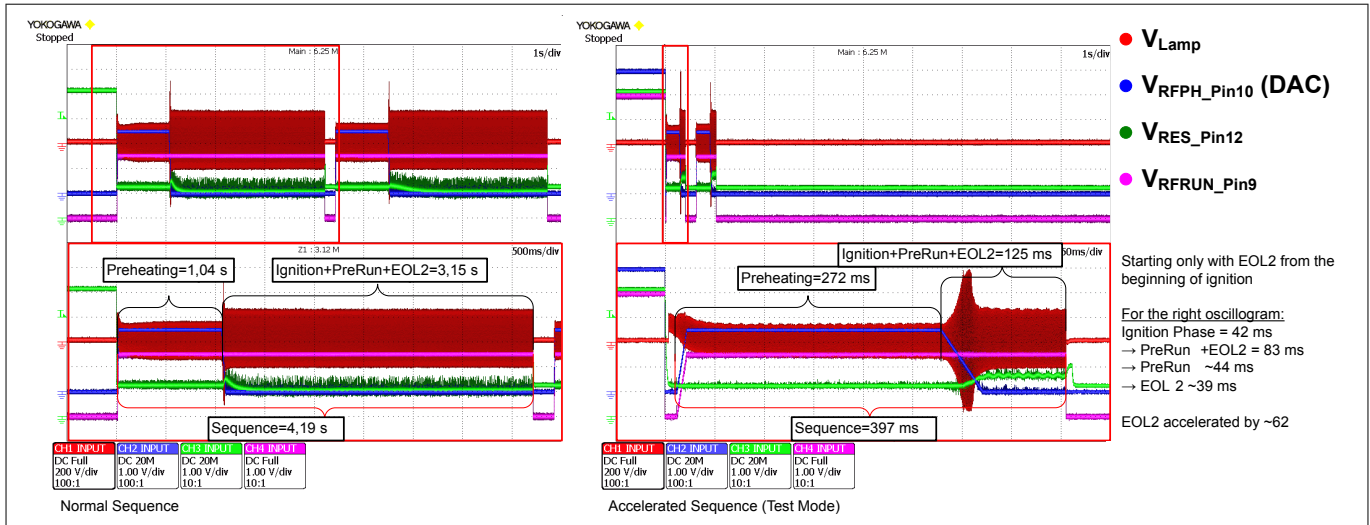 YOKOGAWA
Stopped
Main : 6.25 M
1s/div
Z1 : 3.12 M
500ms/div
Preheating=1,04 s
Ignition+PreRun+EOL2=3,15 s
Sequence=4,19 s
CH1 INPUT
DC Full
200 V/div
100:1
CH2 INPUT
DC 20M
1.00 V/div
100:1
CH3 INPUT
DC 20M
1.00 V/div
10:1
CH4 INPUT
DC Full
1.00 V/div
10:1
Normal Sequence
YOKOGAWA
Stopped
Main : 6.25 M
1s/div
Ignition+PreRun+EOL2=125 ms
Preheating=272 ms
Sequence=397 ms
CH1 INPUT
DC Full
200 V/div
100:1
CH2 INPUT
DC 20M
1.00 V/div
100:1
CH3 INPUT
DC 20M
1.00 V/div
10:1
CH4 INPUT
DC Full
1.00 V/div
10:1
Accelerated Sequence (Test Mode)
VLamp
VRFPH_Pin10 (DAC)
VRES_Pin12
VRFRUN_Pin9
Starting only with EOL2 from the
beginning of ignition
For the right oscillogram:
Ignition Phase = 42 ms
→ PreRun +EOL2 = 83 ms
→ PreRun ~44 ms
→ EOL 2 ~39 ms
EOL2 accelerated by ~62